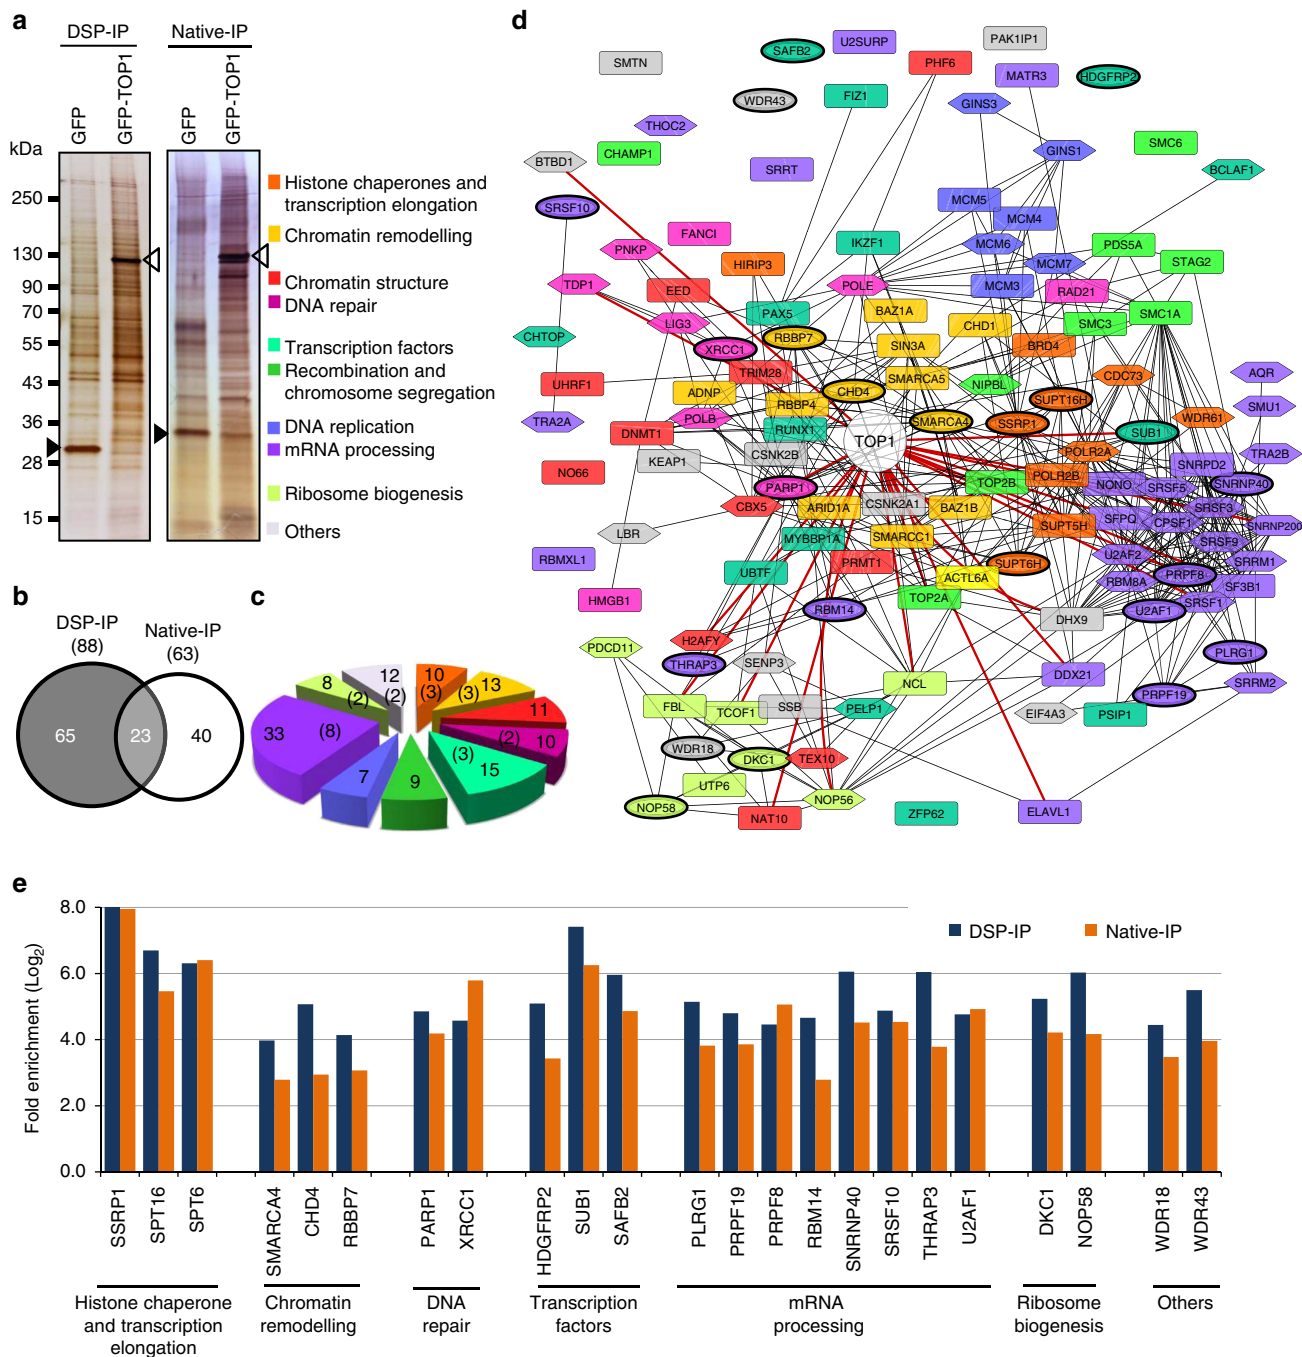 a
DSP-IP
Native-IP
GFP
GFP-TOP1
GFP
GFP-TOP1
kDa
250
130
90
70
55
43
36
28
15
Histone chaperones and
transcription elongation
Chromatin remodelling
Chromatin structure
DNA repair
Transcription factors
Recombination and
chromosome segregation
DNA replication
mRNA processing
Ribosome biogenesis
Others
b
DSP-IP
(88)
Native-IP
(63)
65
23
40
c
10
(3)
13
(3)
11
10
(2)
15
(3)
9
7
33
(8)
8
(2)
12
(2)
d
SMTN
SAFB2
U2SURP
PAK1IP1
PHF6
MATR3
HDGFRP2
WDR43
FIZ1
GINS3
THOC2
BTBD1
CHAMP1
SRRT
GINS1
SMC6
BCLAF1
SRSF10
MCM5
MCM4
PNKP
FANCI
IKZF1
MCM6
PDS5A
HIRIP3
MCM7
STAG2
TDP1
EED
POLE
MCM3
RAD21
PAX5
BAZ1A
SMC1A
LIG3
CHD1
SMC3
CHTOP
XRCC1
RBBP7
SIN3A
BRD4
TRIM28
SMARCA5
CDC73
AQR
UHRF1
ADNP
CHD4
NIPBL
RBBP4
SUPT16H
SMU1
TRA2A
POLB
RUNX1
SMARCA4
SSRP1
WDR61
DNMT1
TOP1
SUB1
KEAP1
CSNK2B
POLR2A
TRA2B
SNRPD2
NO66
POLR2B
PARP1
TOP2B
NONO
SRSF5
SNRNP40
CBX5
ARID1A
CSNK2A1
BAZ1B
SRSF3
SFPQ
CPSF1
SNRNP200
SUPT5H
LBR
MYBBP1A
SMARCC1
SRSF9
U2AF2
RBMXL1
UBTF
PRMT1
SUPT6H
SRRM1
ACTL6A
RBM8A
PRPF8
SF3B1
HMGB1
TOP2A
SRSF1
RBM14
U2AF1
DHX9
PDCD11
H2AFY
PLRG1
THRAP3
SENP3
DDX21
SRRM2
NCL
PRPF19
FBL
TCOF1
SSB
PELP1
EIF4A3
PSIP1
WDR18
DKC1
TEX10
UTP6
NOP58
NOP56
NAT10
ZFP62
ELAVL1
e
Fold enrichment (Log2)
8.0
6.0
4.0
2.0
0.0
DSP-IP
Native-IP
SSRP1
SPT16
SPT6
SMARCA4
CHD4
RBBP7
PARP1
XRCC1
HDGFRP2
SUB1
SAFB2
PLRG1
PRPF19
PRPF8
RBM14
SNRNP40
SRSF10
THRAP3
U2AF1
DKC1
NOP58
WDR18
WDR43
Histone chaperone
and transcription
elongation
Chromatin
remodelling
DNA
repair
Transcription
factors
mRNA
processing
Ribosome
biogenesis
Others